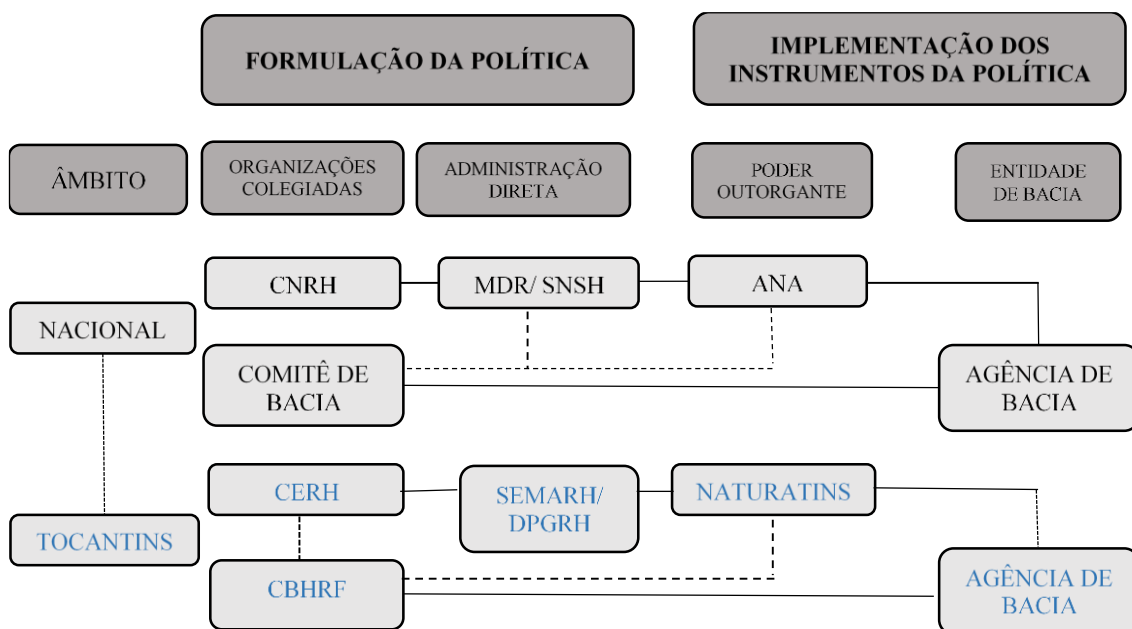 FORMULAÇÃO DA POLÍTICA
IMPLEMENTAÇÃO DOS
INSTRUMENTOS DA POLÍTICA
ÂMBITO
ORGANIZAÇÕES
COLEGIADAS
ADMINISTRAÇÃO
DIRETA
PODER
OUTORGANTE
ENTIDADE
DE BACIA
NACIONAL
CNRH
MDR/ SNSH
ANA
COMITÊ DE
BACIA
AGÊNCIA DE
BACIA
TOCANTINS
CERH
SEMARH/
DPGRH
NATURATINS
CBHRF
AGÊNCIA DE
BACIA